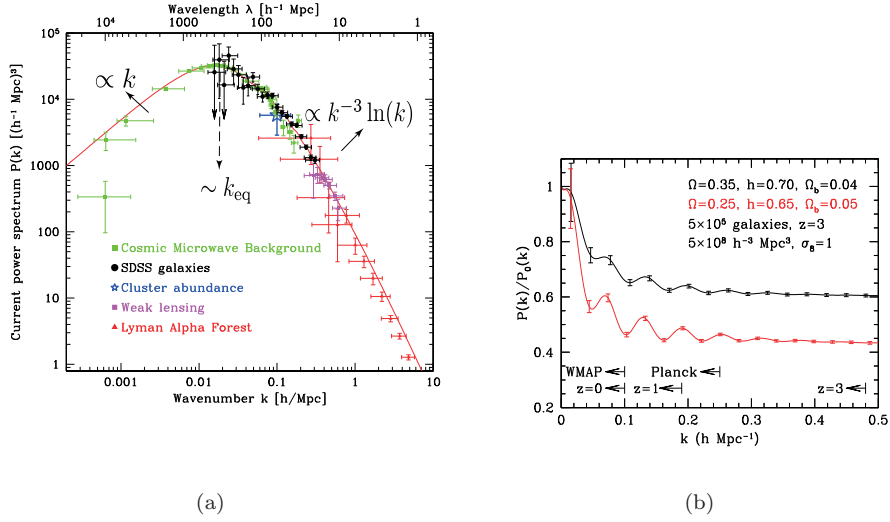 Wavelength λ [h⁻¹ Mpc]
10⁴ 1000 100 10 1
Current power spectrum P(k) [(h⁻¹ Mpc)³]
10⁵
10⁴
1000
100
10
1
∝ k
∝ k⁻³ ln(k)
∼ k_eq
Cosmic Microwave Background
SDSS galaxies
Cluster abundance
Weak lensing
Lyman Alpha Forest
0.001 0.01 0.1 1 10
Wavenumber k [h/Mpc]
(a)
P(k)/P₀(k)
1
0.8
0.6
0.4
0.2
Ω=0.35, h=0.70, Ω_b=0.04
Ω=0.25, h=0.65, Ω_b=0.05
5×10⁵ galaxies, z=3
5×10⁸ h⁻³ Mpc³, σ₈=1
WMAP Planck
z=0 z=1 z=3
0 0.1 0.2 0.3 0.4 0.5
k (h Mpc⁻¹)
(b)